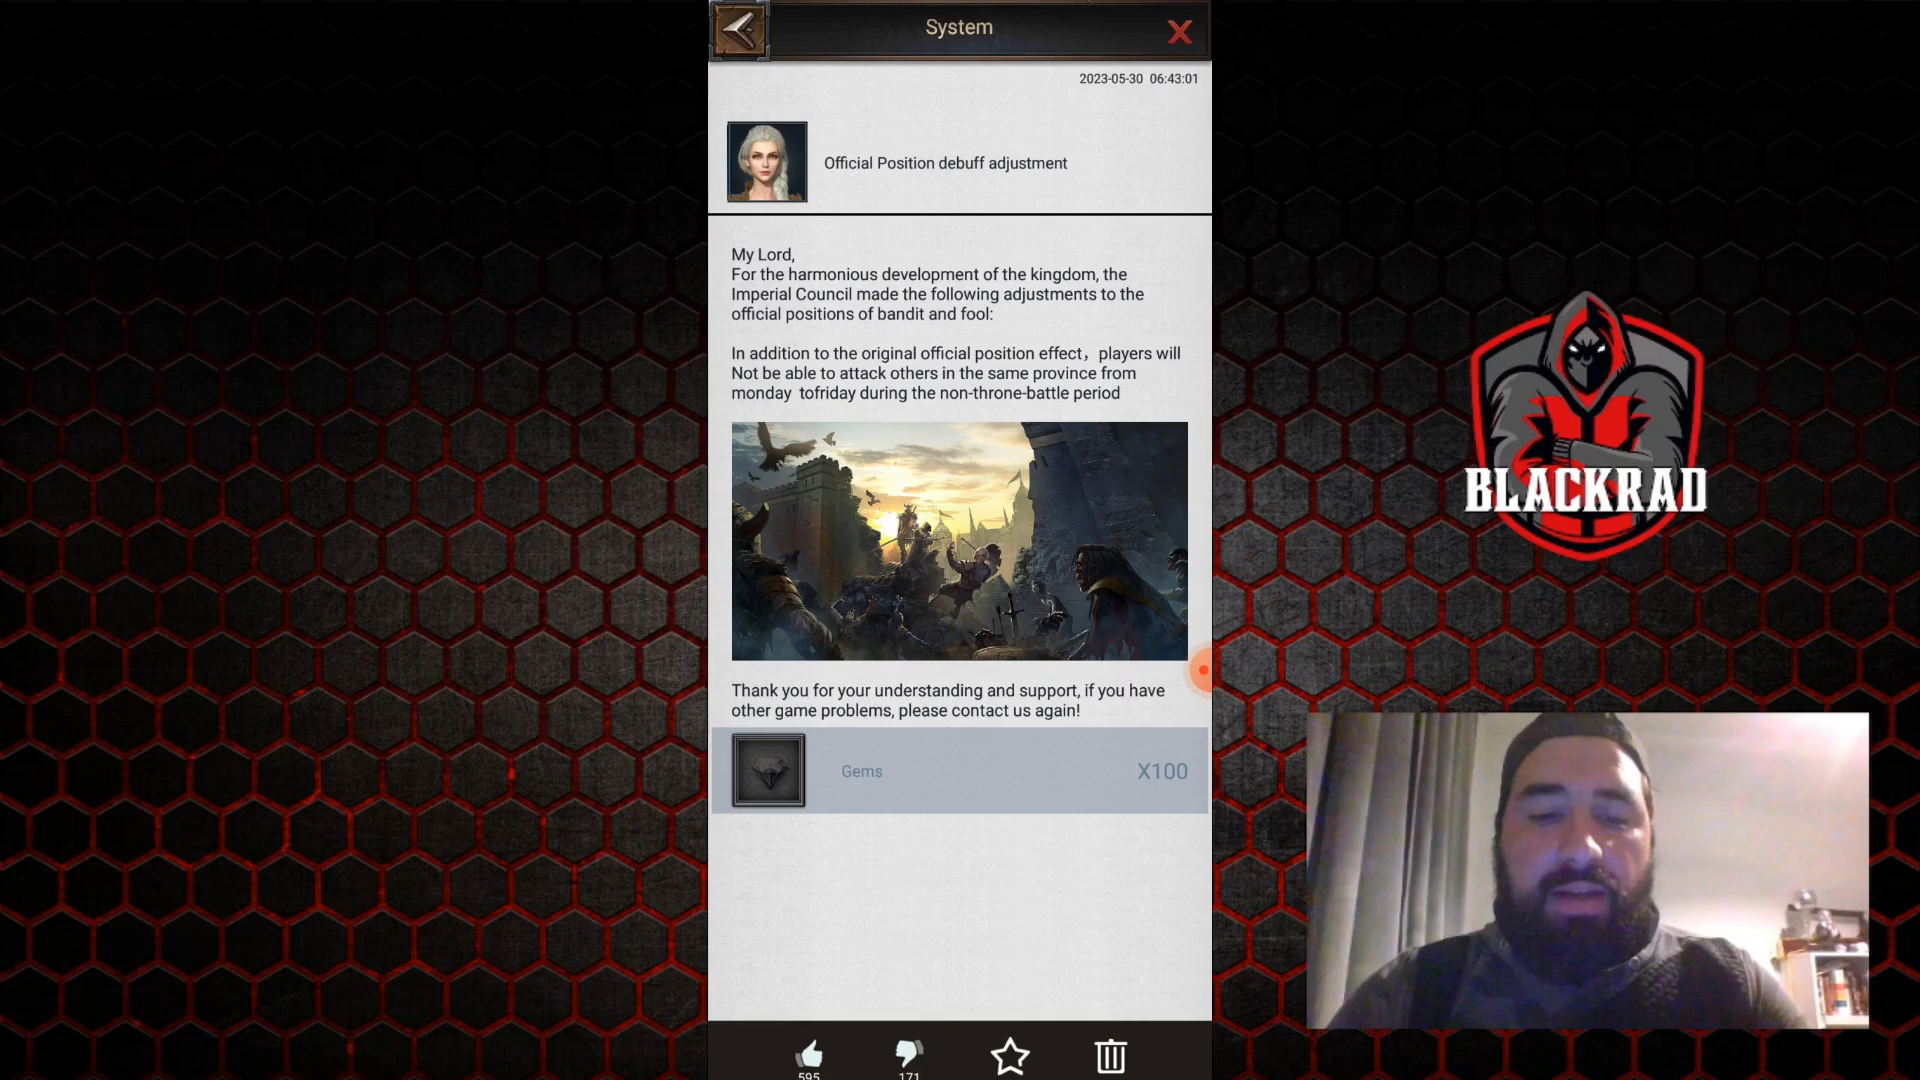 System
2023-05-30 06:43:01
Official Position debuff adjustment
My Lord,
For the harmonious development of the kingdom, the
Imperial Council made the following adjustments to the
official positions of bandit and fool:
In addition to the original official position effect，players will
Not be able to attack others in the same province from
monday  tofriday during the non-throne-battle period
Thank you for your understanding and support, if you have
other game problems, please contact us again!
Gems X100
595 171
BLACKRAD